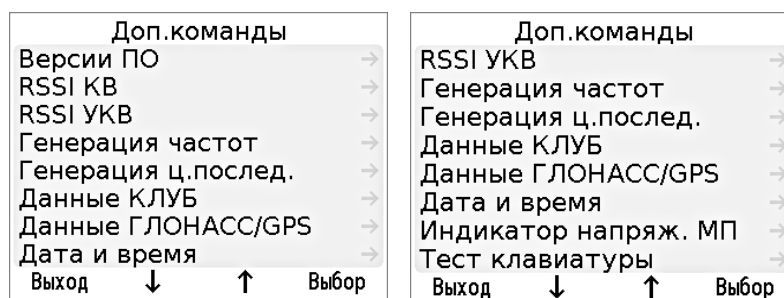 Доп.команды
Версии ПО
RSSI КВ
RSSI УКВ
Генерация частот
Генерация ц.послед.
Данные КЛУБ
Данные ГЛОНАСС/GPS
Дата и время
Выход ↓ ↑ Выбор
Доп.команды
RSSI УКВ
Генерация частот
Генерация ц.послед.
Данные КЛУБ
Данные ГЛОНАСС/GPS
Дата и время
Индикатор напряж. МП
Тест клавиатуры
Выход ↓ ↑ Выбор